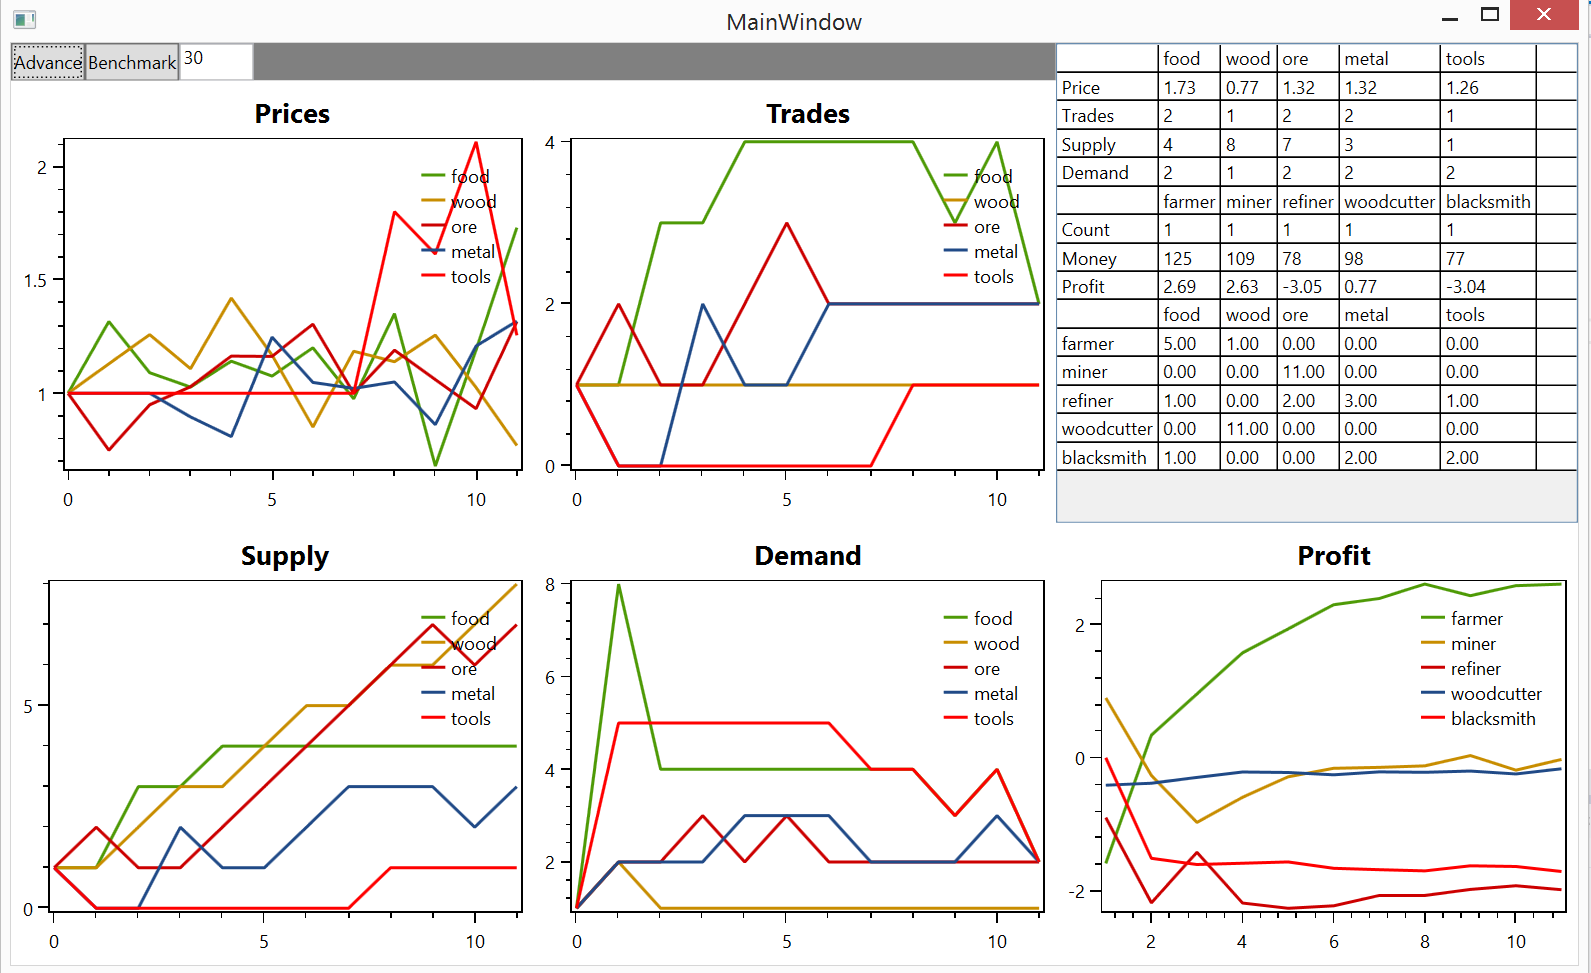 MainWindow
Advance Benchmark 30
Prices
2
1.5
1
0 5 10
food
wood
ore
metal
tools
Trades
4
2
0
0 5 10
food
wood
ore
metal
tools
food wood ore metal tools
Price 1.73 0.77 1.32 1.32 1.26
Trades 2 1 2 2 1
Supply 4 8 7 3 1
Demand 2 1 2 2 2
farmer miner refiner woodcutter blacksmith
Count 1 1 1 1 1
Money 125 109 78 98 77
Profit 2.69 2.63 -3.05 0.77 -3.04
food wood ore metal tools
farmer 5.00 1.00 0.00 0.00 0.00
miner 0.00 0.00 11.00 0.00 0.00
refiner 1.00 0.00 2.00 3.00 1.00
woodcutter 0.00 11.00 0.00 0.00 0.00
blacksmith 1.00 0.00 0.00 2.00 2.00
Supply
5
0
0 5 10
food
wood
ore
metal
tools
Demand
8
6
4
2
0 5 10
food
wood
ore
metal
tools
Profit
2
0
-2
2 4 6 8 10
farmer
miner
refiner
woodcutter
blacksmith